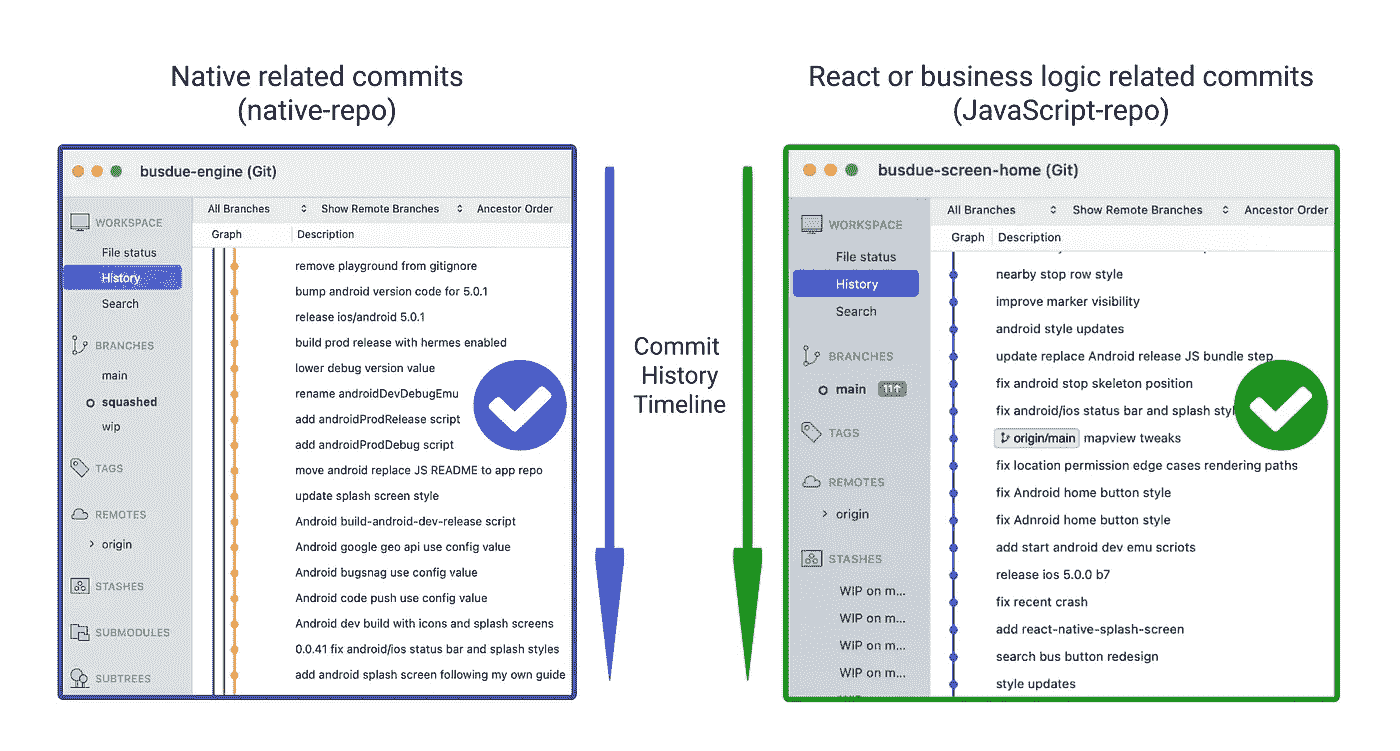 Native related commits
(native-repo)
busdue-engine (Git)
WORKSPACE
File status
History
Search
BRANCHES
main
squashed
wip
TAGS
REMOTES
origin
STASHES
SUBMODULES
SUBTREES
All Branches Show Remote Branches Ancestor Order
Graph Description
remove playground from gitignore
bump android version code for 5.0.1
release ios/android 5.0.1
build prod release with hermes enabled
lower debug version value
rename androidDevDebugEmu
add androidProdRelease script
add androidProdDebug script
move android replace JS README to app repo
update splash screen style
Android build-android-dev-release script
Android google geo api use config value
Android bugsnag use config value
Android code push use config value
Android dev build with icons and splash screens
0.0.41 fix android/ios status bar and splash styles
add android splash screen following my own guide
Commit
History
Timeline
React or business logic related commits
(JavaScript-repo)
busdue-screen-home (Git)
WORKSPACE
File status
History
Search
BRANCHES
main 11↑
TAGS
REMOTES
origin
STASHES
WIP on m...
WIP on m...
WIP on m...
WIP on m...
All Branches Show Remote Branches Ancestor Order
Graph Description
nearby stop row style
improve marker visibility
android style updates
update replace Android release JS bundle step
fix android stop skeleton position
fix android/ios status bar and splash styl
origin/main mapview tweaks
fix location permission edge cases rendering paths
fix Android home button style
fix Adnroid home button style
add start android dev emu scriots
release ios 5.0.0 b7
fix recent crash
add react-native-splash-screen
search bus button redesign
style updates